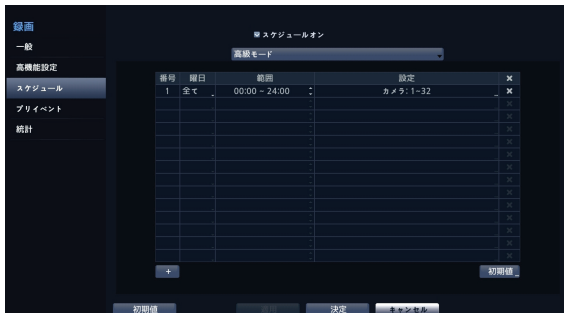 録画
一般
高機能設定
スケジュール
プリイベント
統計
スケジュールオン
高級モード
番号 曜日 範囲 設定 ×
1 全て 00:00 - 24:00 カメラ: 1-32 ×
+ 初期値
初期値 決定 キャンセル